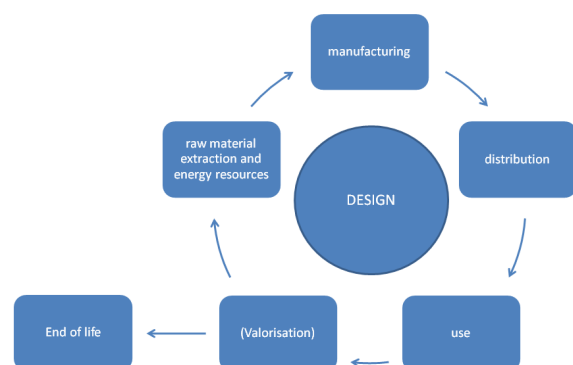 manufacturing
raw material
extraction and
energy resources
distribution
DESIGN
End of life
(Valorisation)
use